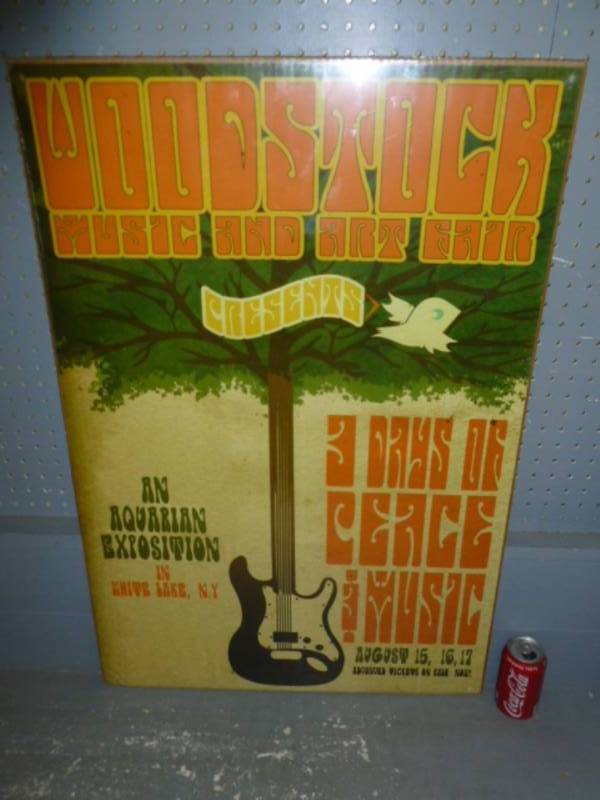 WOODSTOCK
MUSIC AND ART FAIR
PRESENTS
3 DAYS OF
PEACE
& MUSIC
AN
AQUARIAN
EXPOSITION
IN
WHITE LAKE, N.Y
AUGUST 15, 16, 17
ON
Coca-Cola